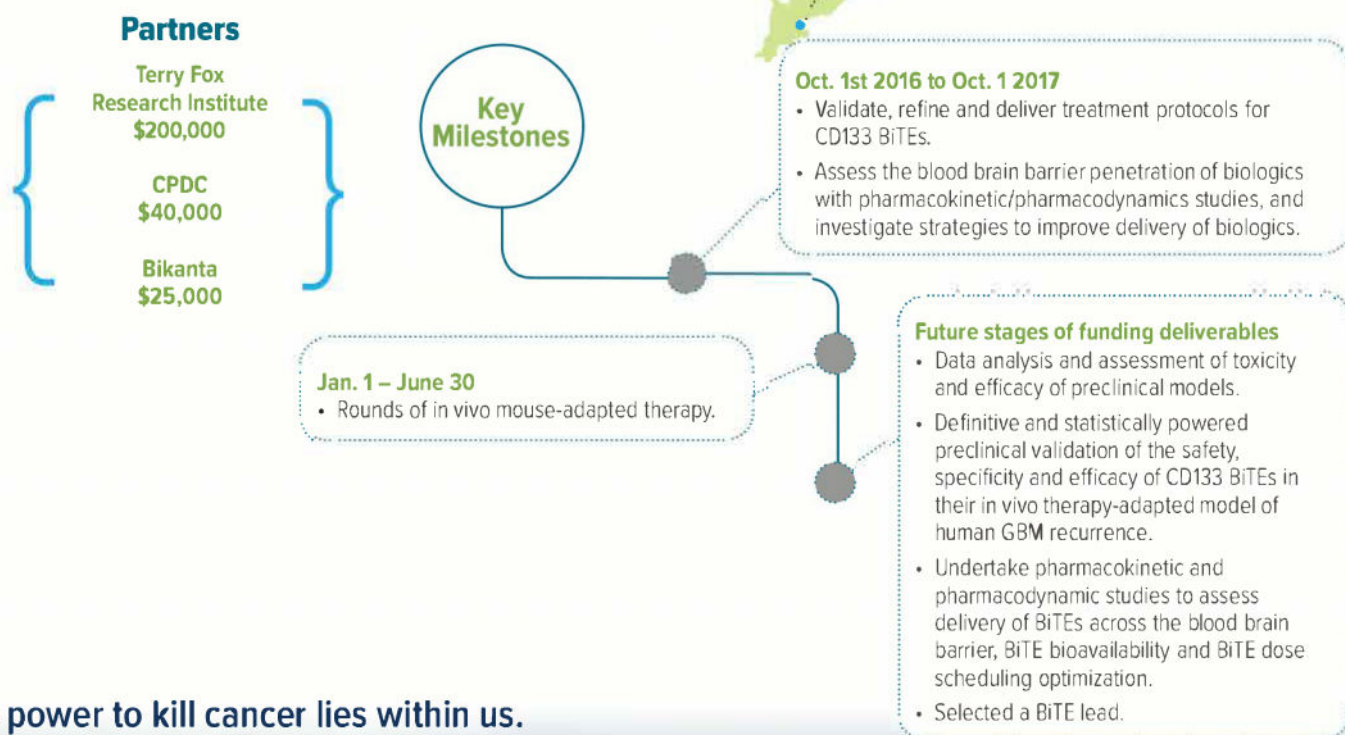 Partners
Terry Fox
Research Institute
$200,000
CPDC
$40,000
Bikanta
$25,000
Key
Milestones
Oct. 1st 2016 to Oct. 1 2017
• Validate, refine and deliver treatment protocols for
CD133 BiTEs.
• Assess the blood brain barrier penetration of biologics
with pharmacokinetic/pharmacodynamics studies, and
investigate strategies to improve delivery of biologics.
Jan. 1 – June 30
• Rounds of in vivo mouse-adapted therapy.
Future stages of funding deliverables
• Data analysis and assessment of toxicity
and efficacy of preclinical models.
• Definitive and statistically powered
preclinical validation of the safety,
specificity and efficacy of CD133 BiTEs in
their in vivo therapy-adapted model of
human GBM recurrence.
• Undertake pharmacokinetic and
pharmacodynamic studies to assess
delivery of BiTEs across the blood brain
barrier, BiTE bioavailability and BiTE dose
scheduling optimization.
• Selected a BiTE lead.
power to kill cancer lies within us.